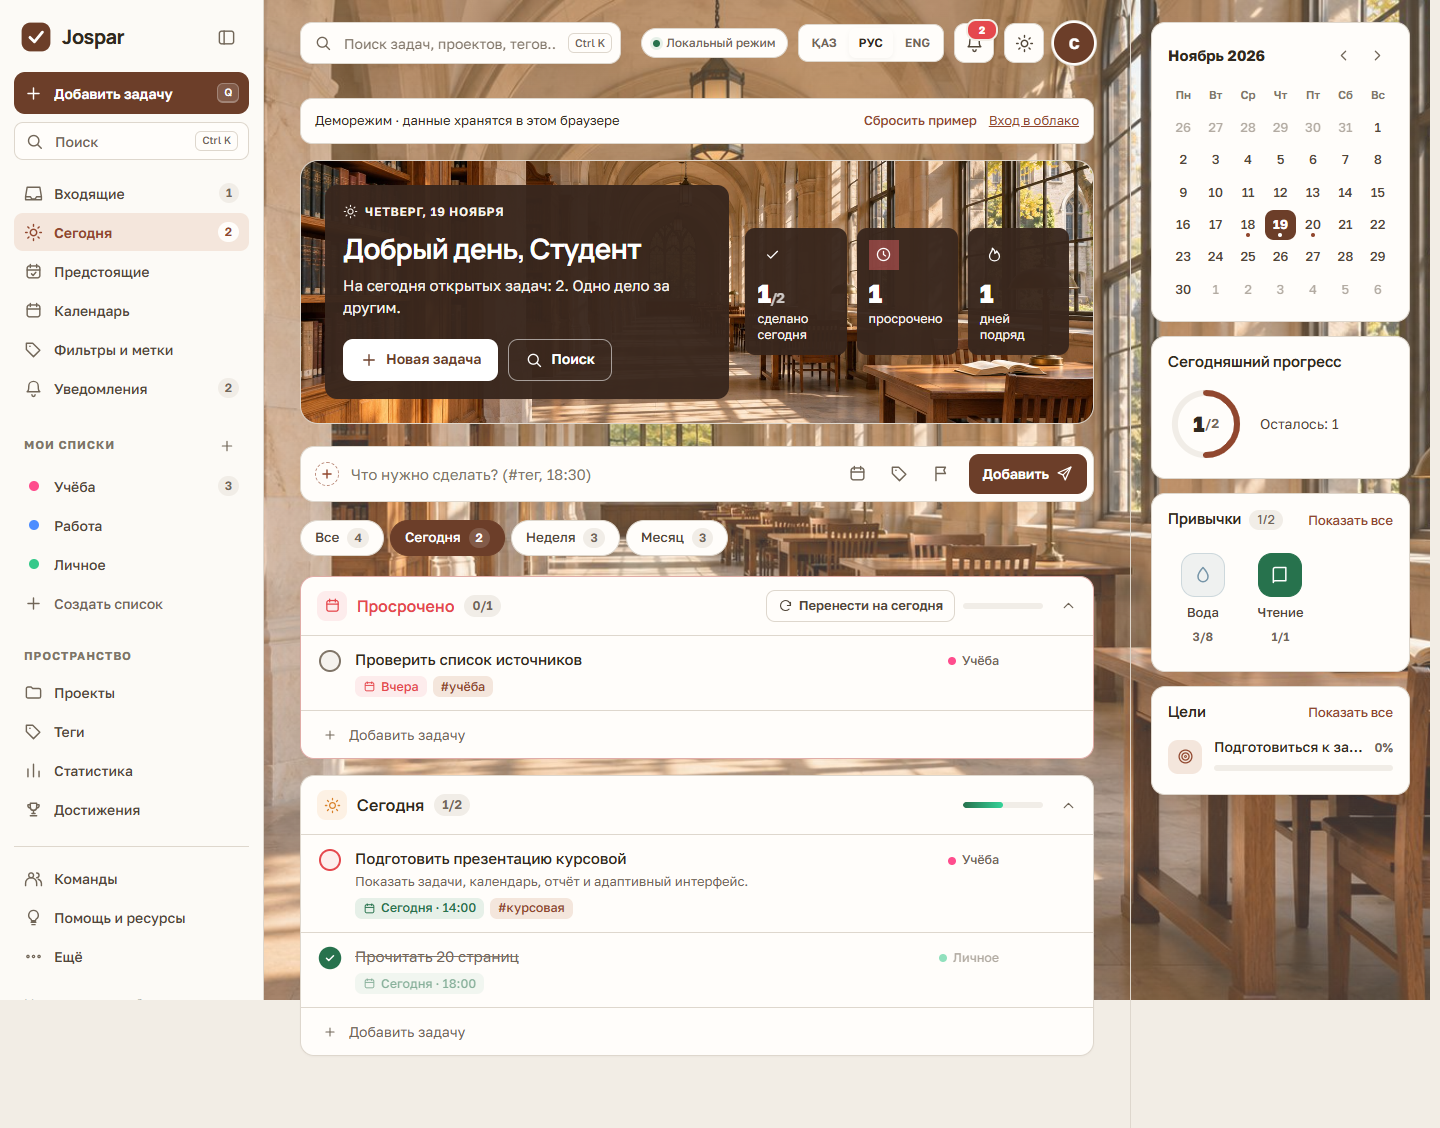 Jospar
Добавить задачу Q
Поиск Ctrl K
Входящие 1
Сегодня 2
Предстоящие
Календарь
Фильтры и метки
Уведомления 2
МОИ СПИСКИ
Учёба 3
Работа
Личное
Создать список
ПРОСТРАНСТВО
Проекты
Теги
Статистика
Достижения
Команды
Помощь и ресурсы
Ещё
Поиск задач, проектов, тегов.. Ctrl K
Локальный режим
ҚАЗ РУС ENG
2
С
Деморежим · данные хранятся в этом браузере
Сбросить пример Вход в облако
ЧЕТВЕРГ, 19 НОЯБРЯ
Добрый день, Студент
На сегодня открытых задач: 2. Одно дело за
другим.
Новая задача Поиск
1/2
сделано
сегодня
1
просрочено
1
дней
подряд
Что нужно сделать? (#тег, 18:30)
Добавить
Все 4 Сегодня 2 Неделя 3 Месяц 3
Просрочено 0/1
Перенести на сегодня
Проверить список источников
Учёба
Вчера #учёба
Добавить задачу
Сегодня 1/2
Подготовить презентацию курсовой
Учёба
Показать задачи, календарь, отчёт и адаптивный интерфейс.
Сегодня · 14:00 #курсовая
Прочитать 20 страниц
Личное
Сегодня · 18:00
Добавить задачу
Ноябрь 2026
Пн Вт Ср Чт Пт Сб Вс
26 27 28 29 30 31 1
2 3 4 5 6 7 8
9 10 11 12 13 14 15
16 17 18 19 20 21 22
23 24 25 26 27 28 29
30 1 2 3 4 5 6
Сегодняшний прогресс
1/2
Осталось: 1
Привычки 1/2 Показать все
Вода Чтение
3/8 1/1
Цели Показать все
Подготовиться к за... 0%